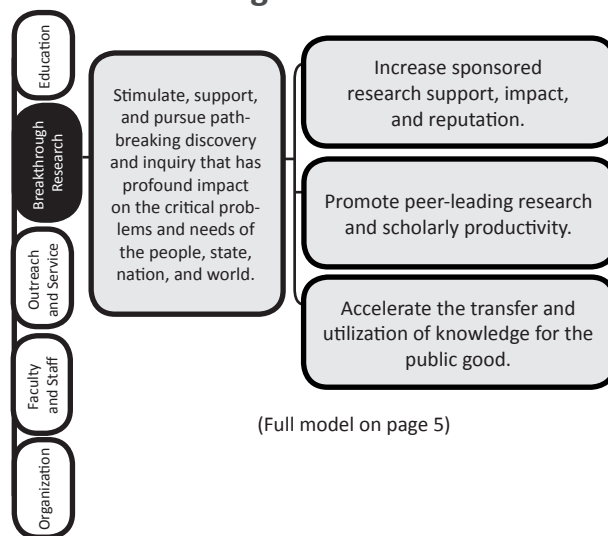 Education
Breakthrough
Research
Outreach
and Service
Faculty
and Staff
Organization
Stimulate, support,
and pursue path-
breaking discovery
and inquiry that has
profound impact
on the critical prob-
lems and needs of
the people, state,
nation, and world.
Increase sponsored
research support, impact,
and reputation.
Promote peer-leading research
and scholarly productivity.
Accelerate the transfer and
utilization of knowledge for the
public good.
(Full model on page 5)